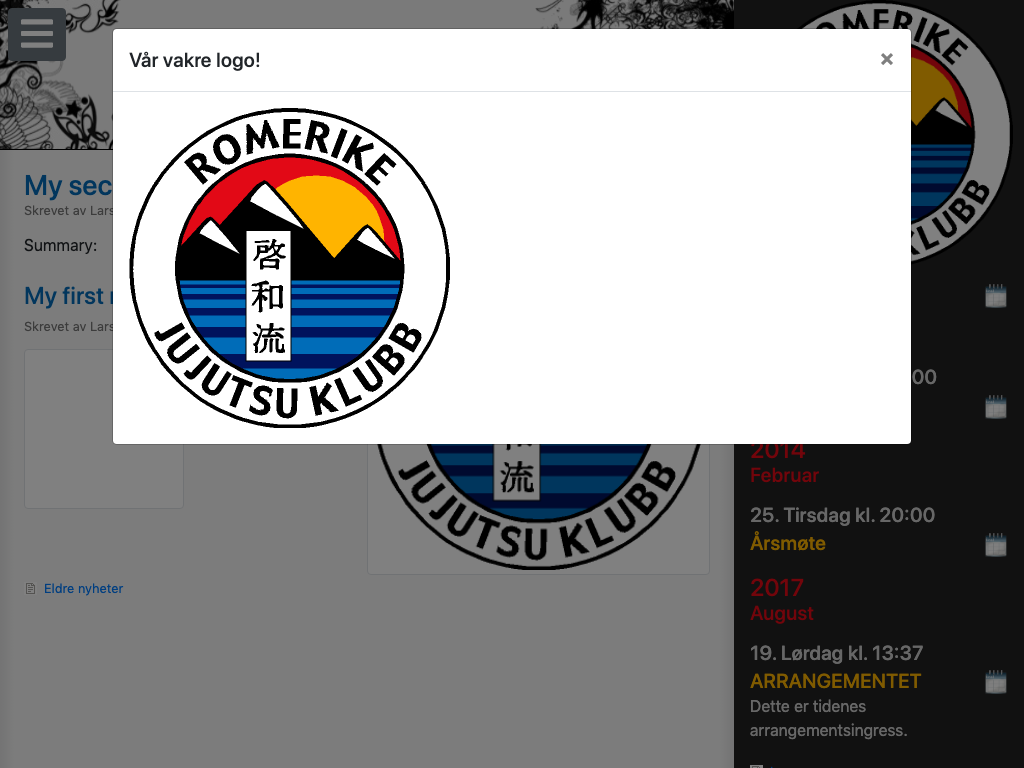 Vår vakre logo!
×
ROMERIKE
啓和流
JUJUTSU KLUBB
My sec
Skrevet av Lars
Summary:
My first
Skrevet av Lars
流
JUJUTSU KLUBB
Eldre nyheter
MERIKE
KLUBB
00
2014
Februar
25. Tirsdag kl. 20:00
Årsmøte
2017
August
19. Lørdag kl. 13:37
ARRANGEMENTET
Dette er tidenes
arrangementsingress.